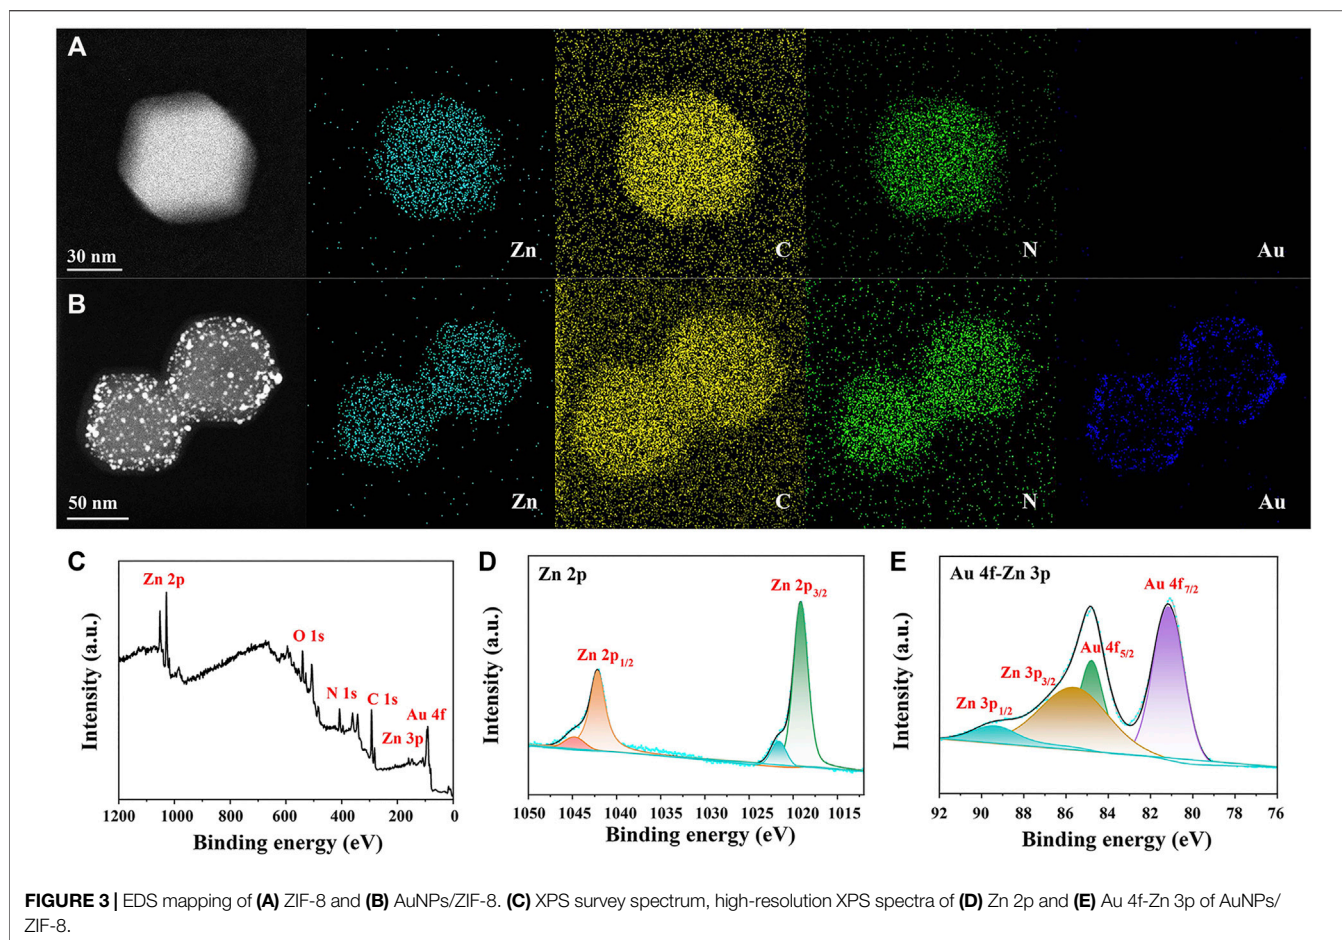 A
Zn
C
N
Au
30 nm
B
Zn
C
N
Au
50 nm
C
Zn 2p
O 1s
N 1s
C 1s
Au 4f
Zn 3p
Intensity (a.u.)
1200 1000 800 600 400 200 0
Binding energy (eV)
D
Zn 2p
Zn 2p3/2
Zn 2p1/2
Intensity (a.u.)
1050 1045 1040 1035 1030 1025 1020 1015
Binding energy (eV)
E
Au 4f-Zn 3p
Au 4f7/2
Au 4f5/2
Zn 3p3/2
Zn 3p1/2
Intensity (a.u.)
92 90 88 86 84 82 80 78 76
Binding energy (eV)
FIGURE 3 | EDS mapping of (A) ZIF-8 and (B) AuNPs/ZIF-8. (C) XPS survey spectrum, high-resolution XPS spectra of (D) Zn 2p and (E) Au 4f-Zn 3p of AuNPs/
ZIF-8.